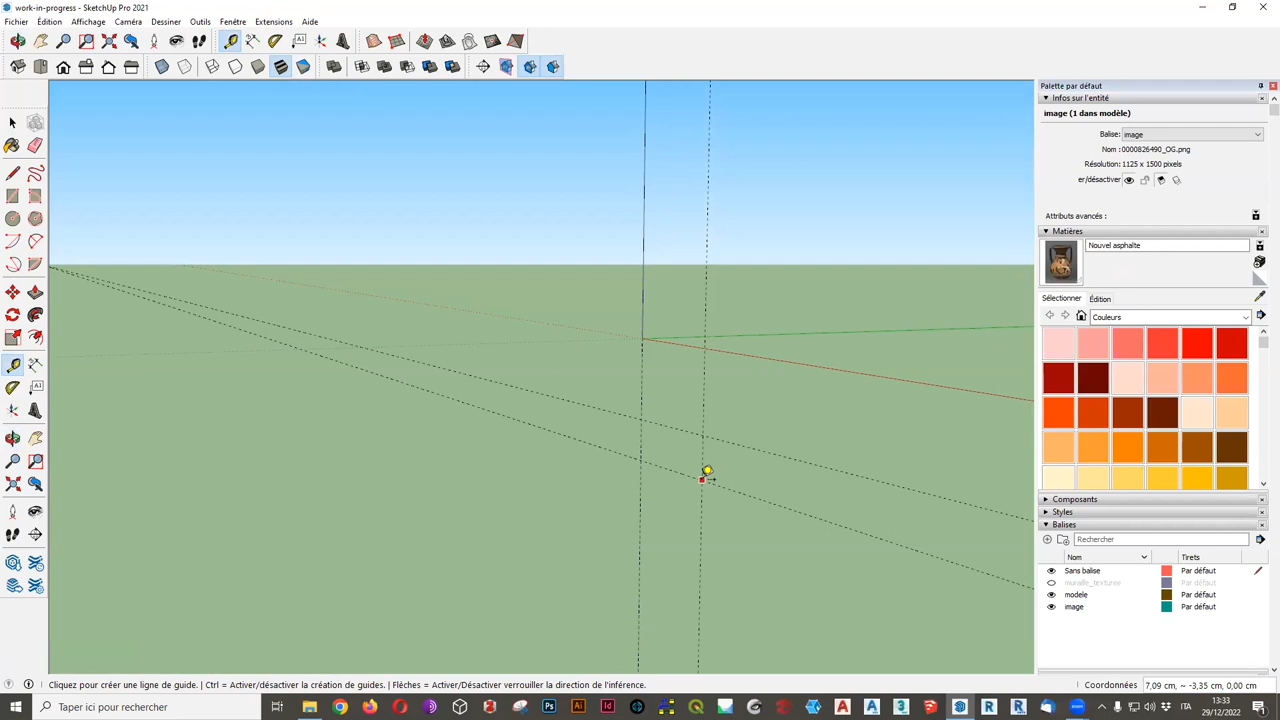 work-in-progress - SketchUp Pro 2021
Fichier Édition Affichage Caméra Dessiner Outils Fenêtre Extensions Aide
Palette par défaut
Infos sur l'entité
image (1 dans modèle)
Balise: image
Nom : 0000826490_OG.png
Résolution: 1125 x 1500 pixels
er/désactiver
Attributs avancés :
Matières
Nouvel asphalte
Sélectionner Édition
Couleurs
Composants
Styles
Balises
Rechercher
Nom Tirets
Sans balise Par défaut
muraille_texturee Par défaut
modele Par défaut
image Par défaut
Cliquez pour créer une ligne de guide. | Ctrl = Activer/désactiver la création de guides. | Flèches = Activer/Désactiver verrouiller la direction de l'inférence.
Coordonnées 7,09 cm, ~ -3,35 cm, 0,00 cm
Taper ici pour rechercher
ITA
13:33
29/12/2022